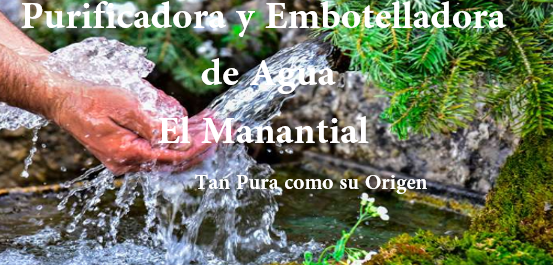 Purificadora y Embotelladora
de Agua
El Manantial
Tan Pura como su Origen